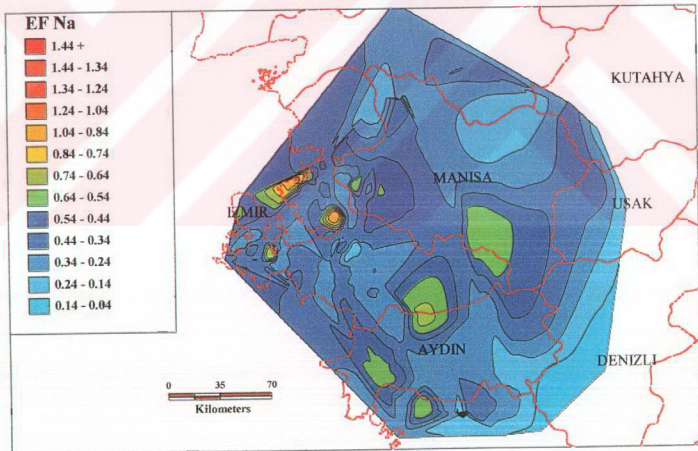 EF Na
1.44 +
1.44 - 1.34
1.34 - 1.24
1.24 - 1.04
1.04 - 0.84
0.84 - 0.74
0.74 - 0.64
0.64 - 0.54
0.54 - 0.44
0.44 - 0.34
0.34 - 0.24
0.24 - 0.14
0.14 - 0.04
KUTAHYA
MANISA
USAK
IZMIR
AYDIN
DENIZLI
0 35 70
Kilometers